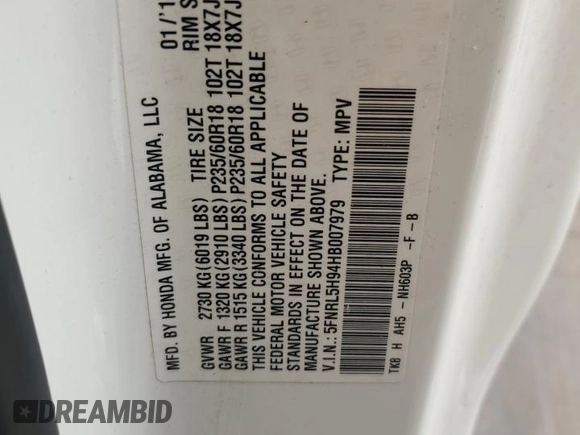 MFD. BY HONDA MFG. OF ALABAMA, LLC 01/'1
GVWR 2730 KG(6019 LBS) TIRE SIZE RIM S
GAWR F 1320 KG(2910 LBS) P235/60R18 102T 18X7J
GAWR R 1515 KG(3340 LBS) P235/60R18 102T 18X7J
THIS VEHICLE CONFORMS TO ALL APPLICABLE
FEDERAL MOTOR VEHICLE SAFETY
STANDARDS IN EFFECT ON THE DATE OF
MANUFACTURE SHOWN ABOVE.
V.I.N.: 5FNRL5H94HB007979 TYPE: MPV
TK8 H AH5 - NH603P -F - B
DREAMBID